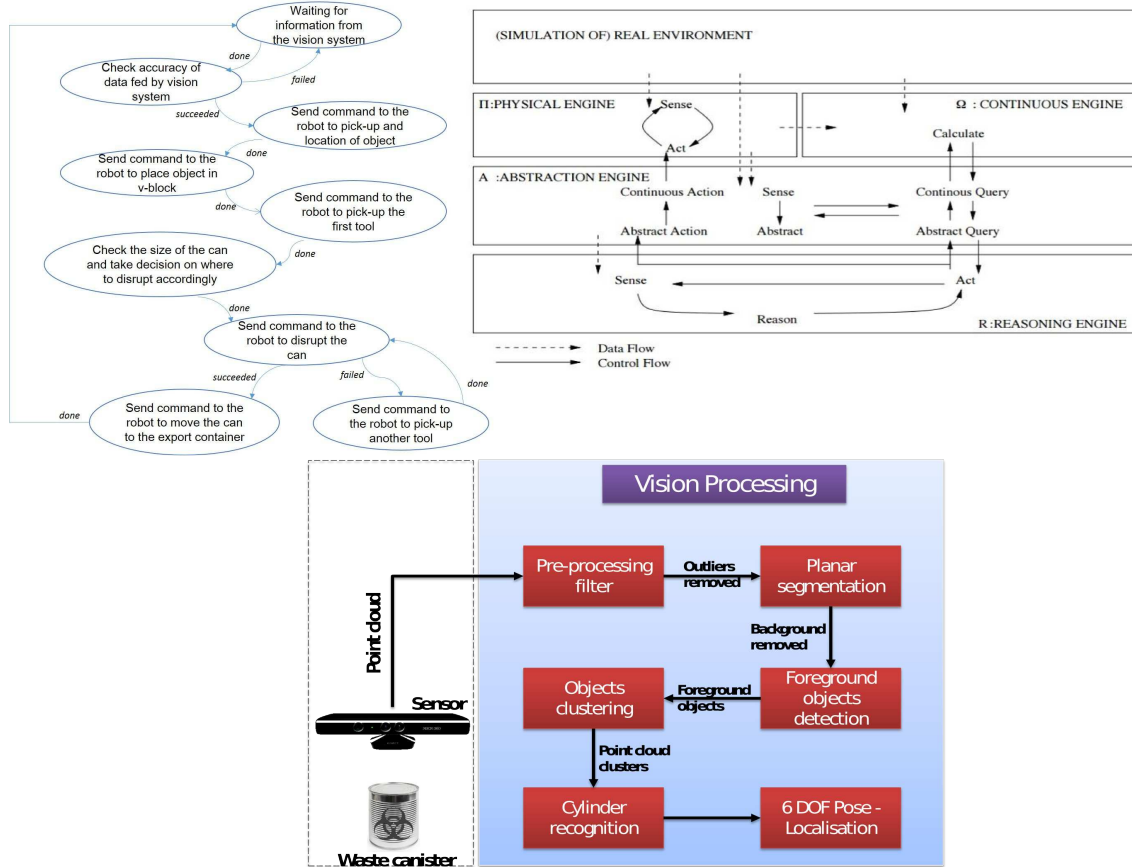 Waiting for
information from
the vision system
done
failed
Check accuracy of
data fed by vision
system
succeeded
Send command to the
robot to pick-up and
location of object
done
Send command to the
robot to place object in
v-block
done
Send command to the
robot to pick-up the
first tool
done
Check the size of the can
and take decision on where
to disrupt accordingly
done
Send command to the
robot to disrupt the
can
succeeded
failed
done
Send command to the
robot to move the can
to the export container
done
Send command to
the robot to pick-up
another tool
(SIMULATION OF) REAL ENVIRONMENT
Π:PHYSICAL ENGINE
Sense
Act
Ω : CONTINUOUS ENGINE
Calculate
A :ABSTRACTION ENGINE
Continuous Action
Sense
Continous Query
Abstract Action
Abstract
Abstract Query
Sense
Act
Reason
R:REASONING ENGINE
Data Flow
Control Flow
Vision Processing
Pre-processing
filter
Outliers
removed
Planar
segmentation
Background
removed
Foreground
objects
detection
Foreground
objects
Objects
clustering
Point cloud
clusters
Cylinder
recognition
6 DOF Pose -
Localisation
Point cloud
Sensor
Waste canister